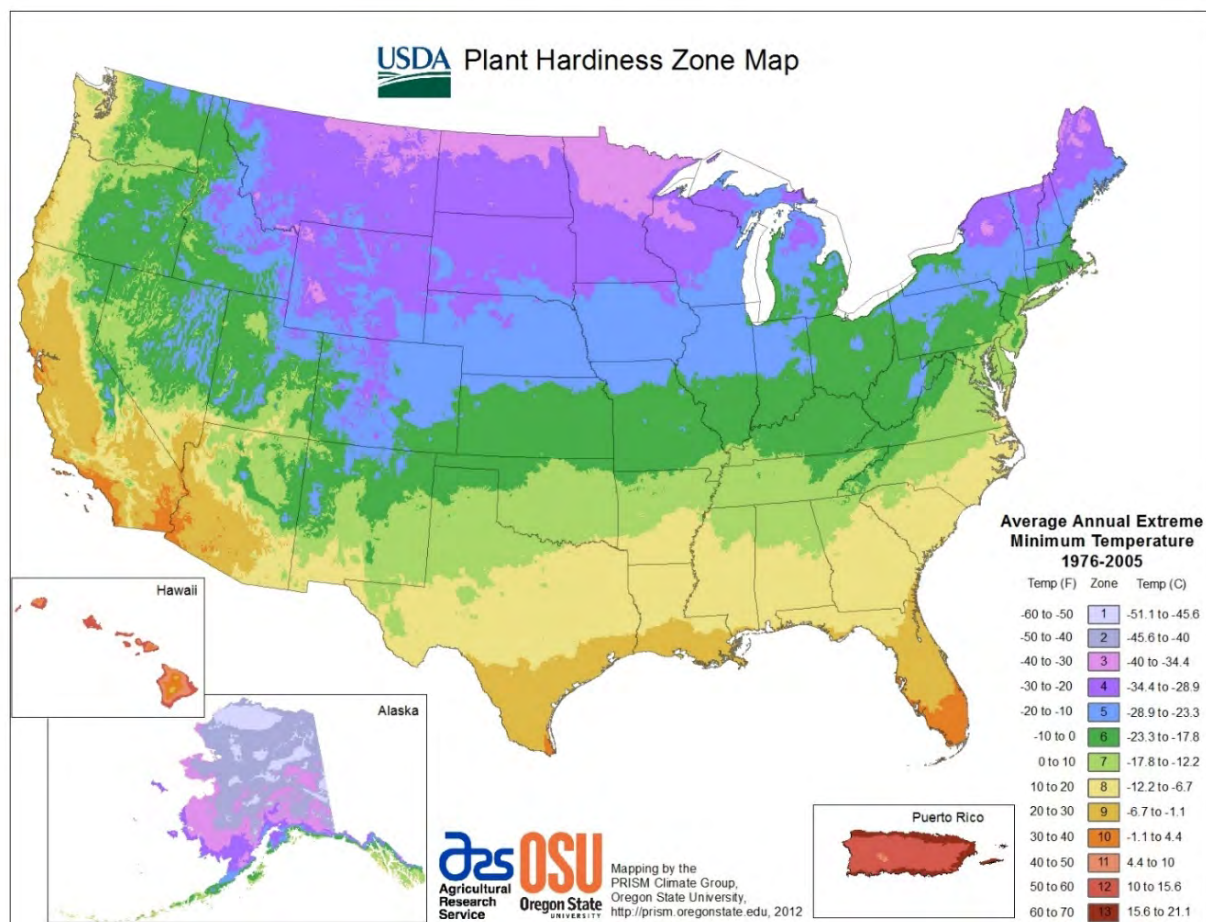 USDA
Plant Hardiness Zone Map
Average Annual Extreme
Minimum Temperature
1976-2005
Temp (F) Zone Temp (C)
-60 to -50 1 -51.1 to -45.6
-50 to -40 2 -45.6 to -40
-40 to -30 3 -40 to -34.4
-30 to -20 4 -34.4 to -28.9
-20 to -10 5 -28.9 to -23.3
-10 to 0 6 -23.3 to -17.8
0 to 10 7 -17.8 to -12.2
10 to 20 8 -12.2 to -6.7
20 to 30 9 -6.7 to -1.1
30 to 40 10 -1.1 to 4.4
40 to 50 11 4.4 to 10
50 to 60 12 10 to 15.6
60 to 70 13 15.6 to 21.1
Hawaii
Alaska
ars
Agricultural
Research
Service
OSU
Oregon State
UNIVERSITY
Mapping by the
PRISM Climate Group,
Oregon State University,
http://prism.oregonstate.edu, 2012
Puerto Rico